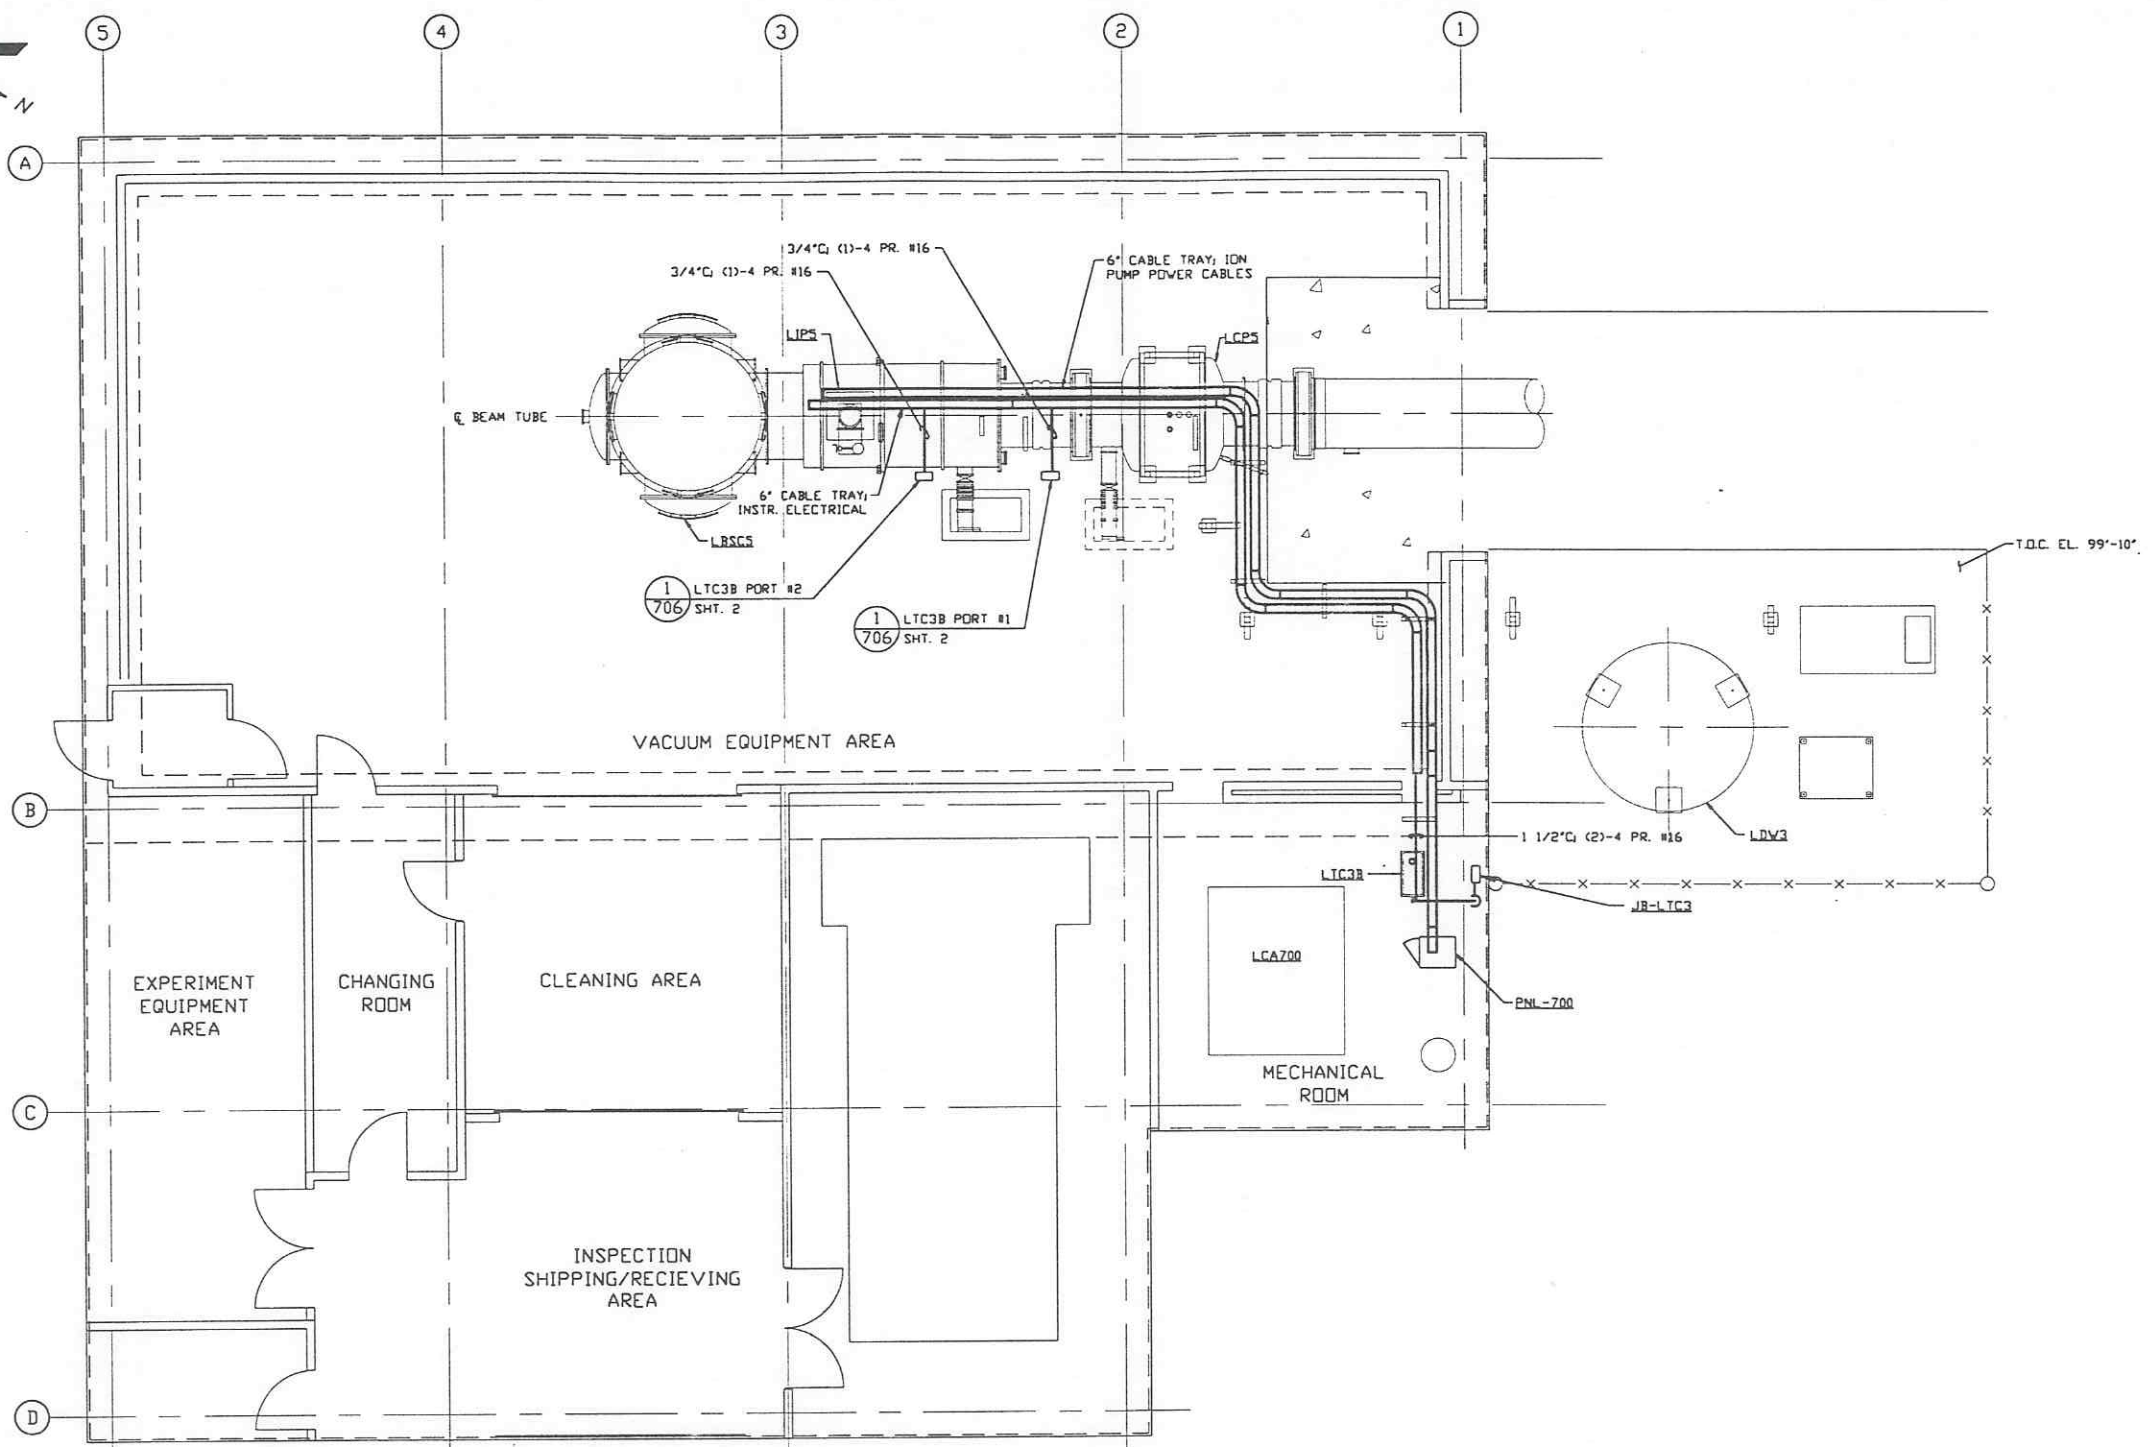 5
4
3
2
1
N
A
3/4"C; (1)-4 PR. #16
3/4"C; (1)-4 PR. #16
6" CABLE TRAY; ION
PUMP POWER CABLES
LIP5
LCP5
℄ BEAM TUBE
6" CABLE TRAY;
INSTR. ELECTRICAL
LBSC5
T.O.C. EL. 99'-10"
1
706
LTC3B PORT #2
SHT. 2
1
706
LTC3B PORT #1
SHT. 2
VACUUM EQUIPMENT AREA
B
LDW3
1 1/2"C; (2)-4 PR. #16
LTC3B
JB-LTC3
LCA700
PNL-700
EXPERIMENT
EQUIPMENT
AREA
CHANGING
ROOM
CLEANING AREA
MECHANICAL
ROOM
C
INSPECTION
SHIPPING/RECIEVING
AREA
D